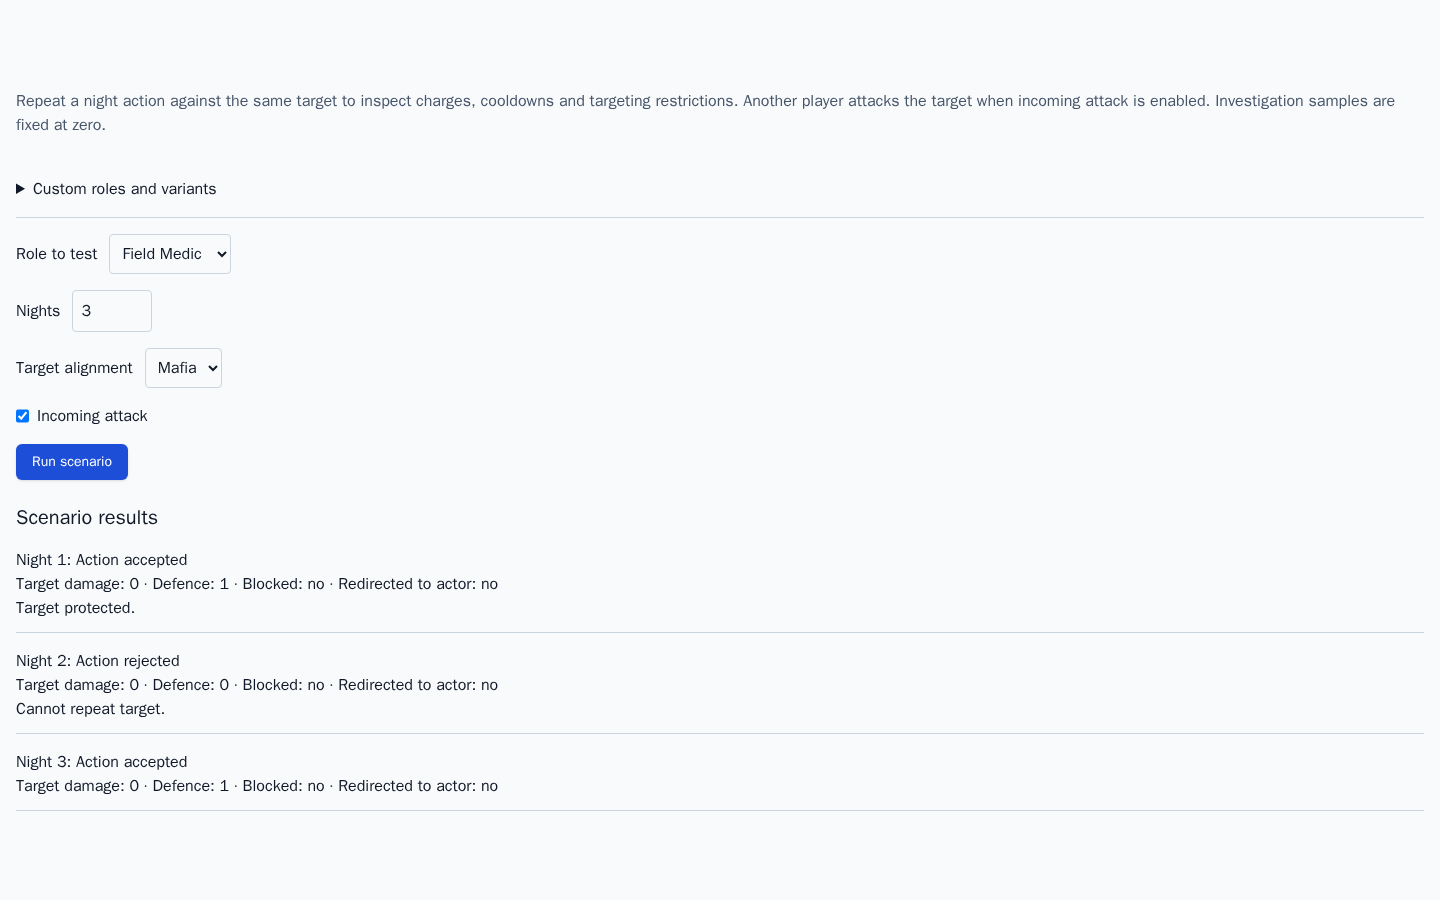 Repeat a night action against the same target to inspect charges, cooldowns and targeting restrictions. Another player attacks the target when incoming attack is enabled. Investigation samples are
fixed at zero.
Custom roles and variants
Role to test Field Medic
Nights 3
Target alignment Mafia
Incoming attack
Run scenario
Scenario results
Night 1: Action accepted
Target damage: 0 · Defence: 1 · Blocked: no · Redirected to actor: no
Target protected.
Night 2: Action rejected
Target damage: 0 · Defence: 0 · Blocked: no · Redirected to actor: no
Cannot repeat target.
Night 3: Action accepted
Target damage: 0 · Defence: 1 · Blocked: no · Redirected to actor: no